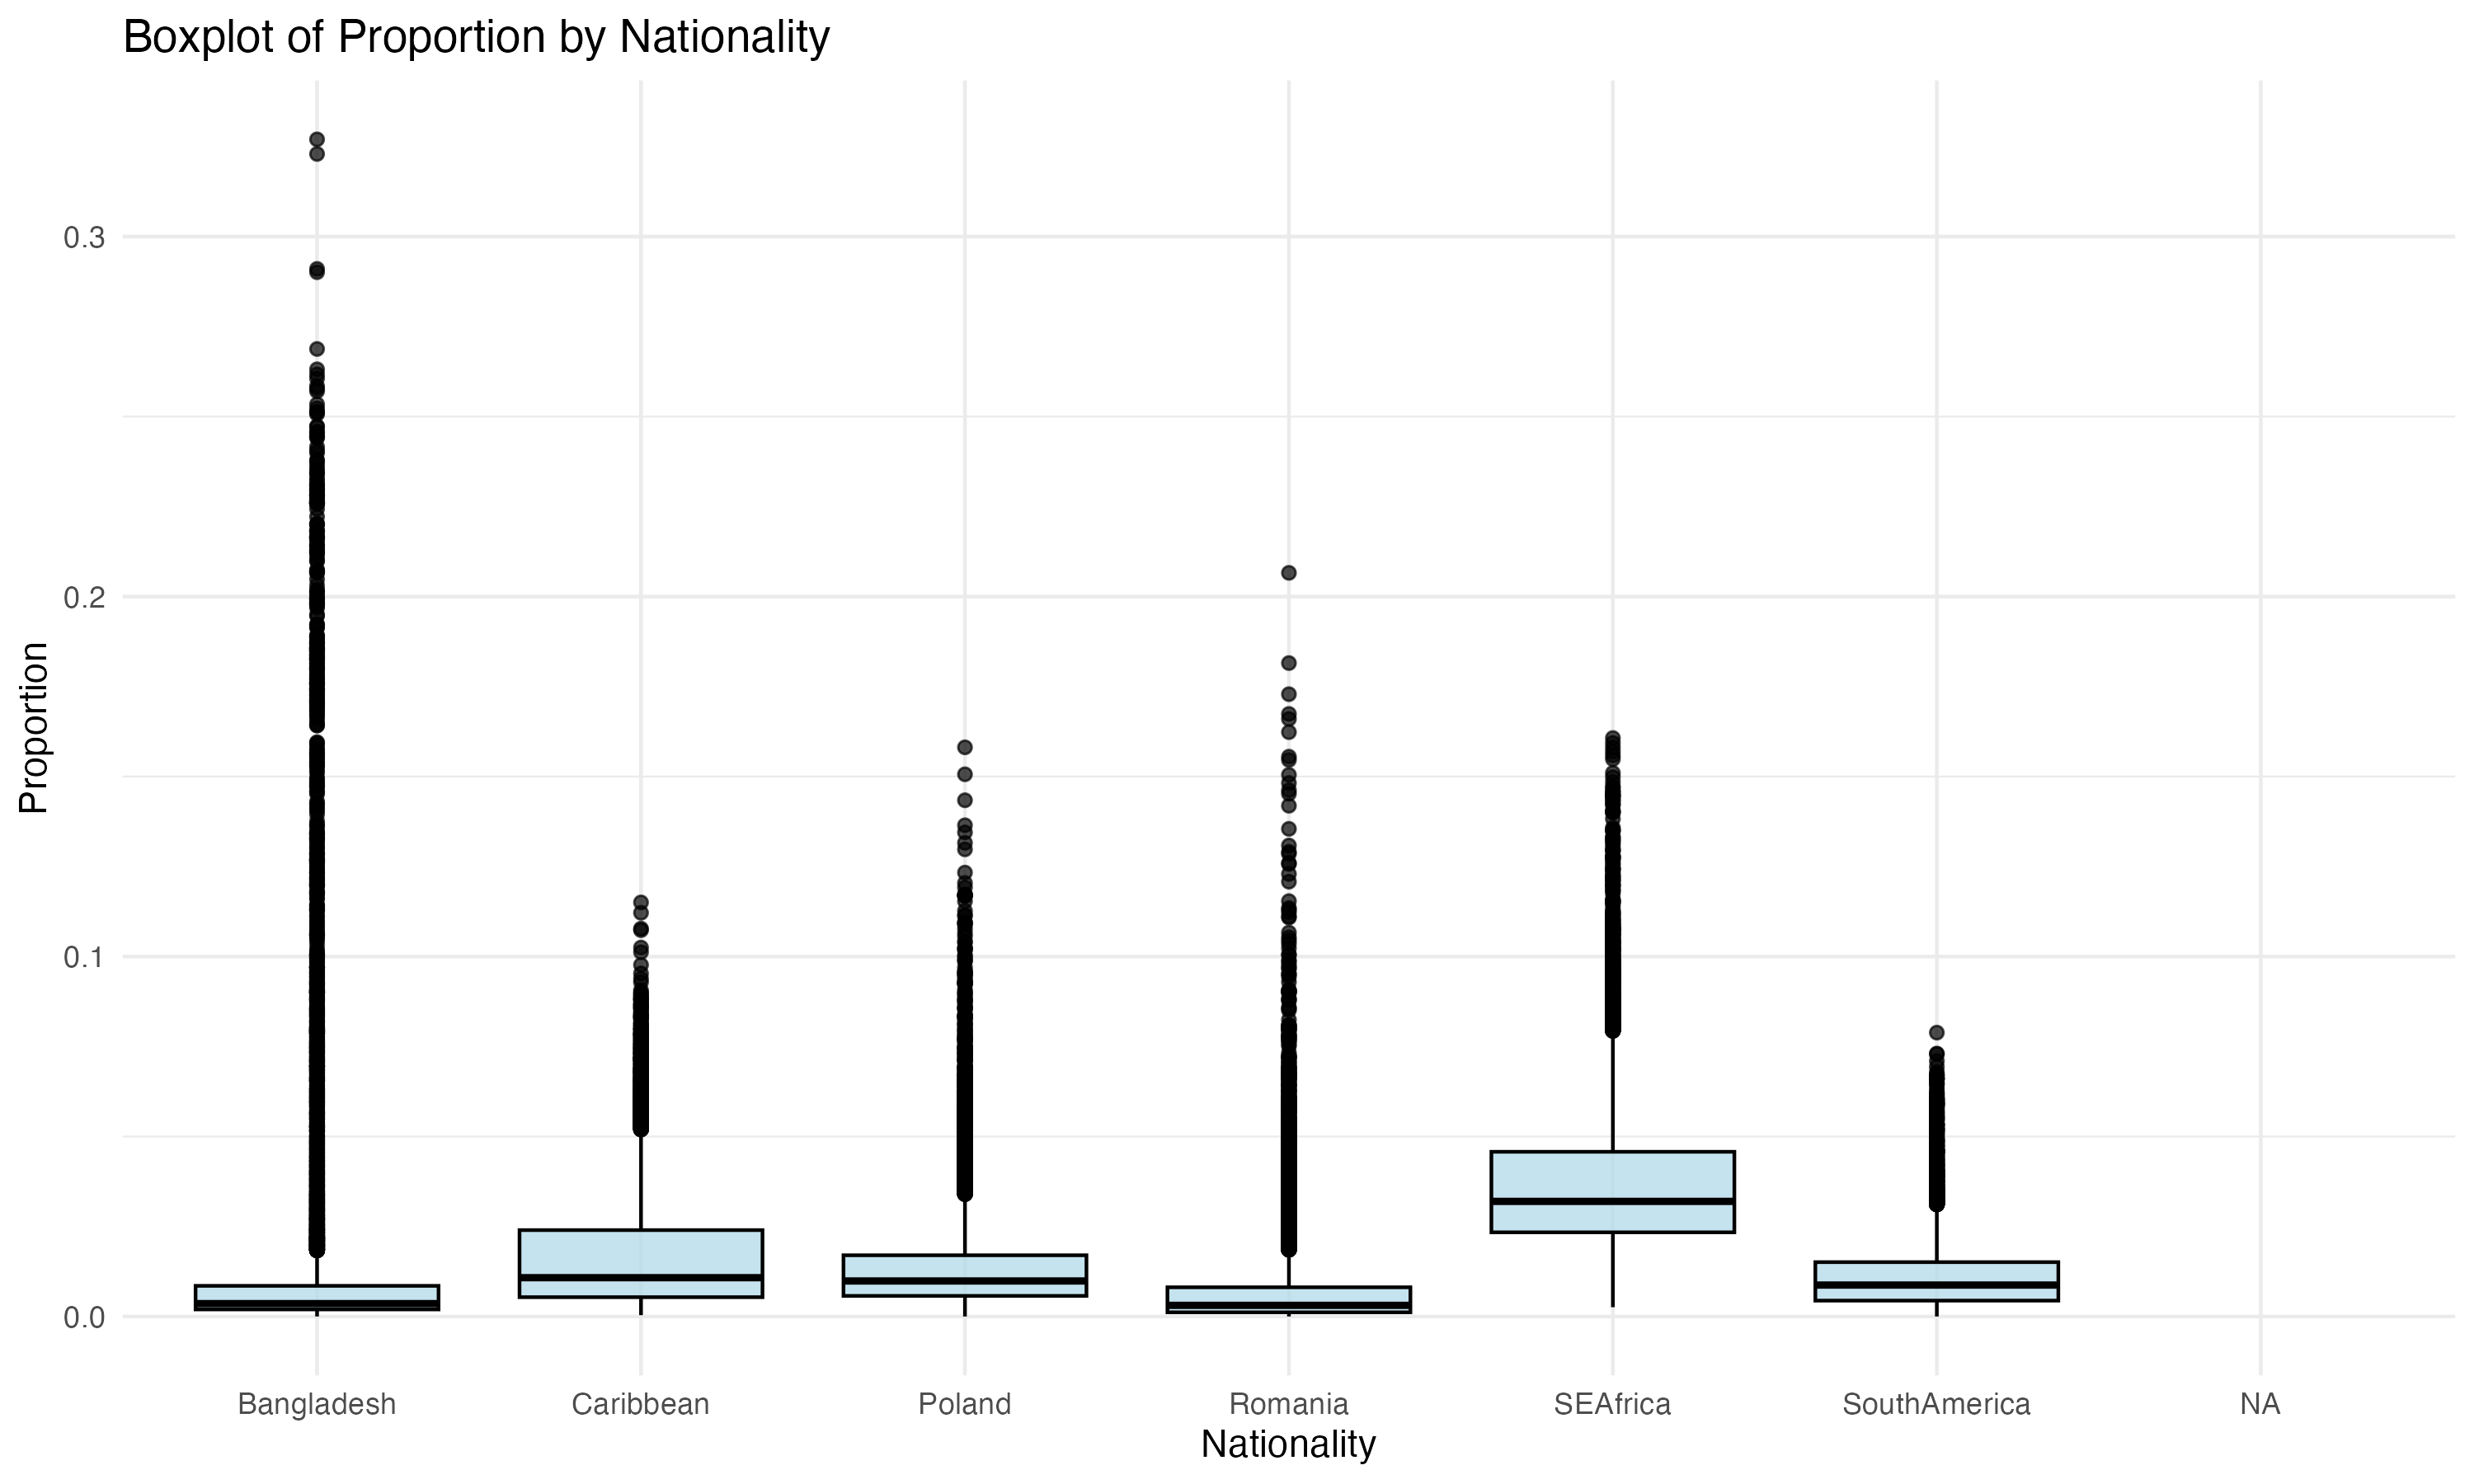 Boxplot of Proportion by Nationality
0.3
0.2
0.1
0.0
Proportion
Bangladesh Caribbean Poland Romania SEAfrica SouthAmerica NA
Nationality